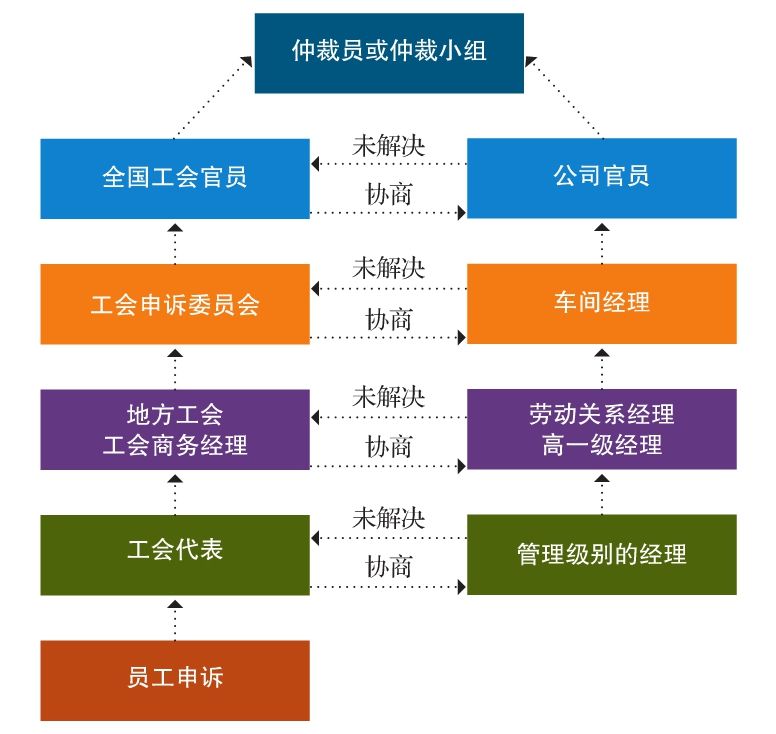 仲裁员或仲裁小组
未解决
全国工会官员
公司官员
协商
未解决
工会申诉委员会
车间经理
协商
未解决
地方工会
工会商务经理
劳动关系经理
高一级经理
协商
未解决
工会代表
管理级别的经理
协商
员工申诉